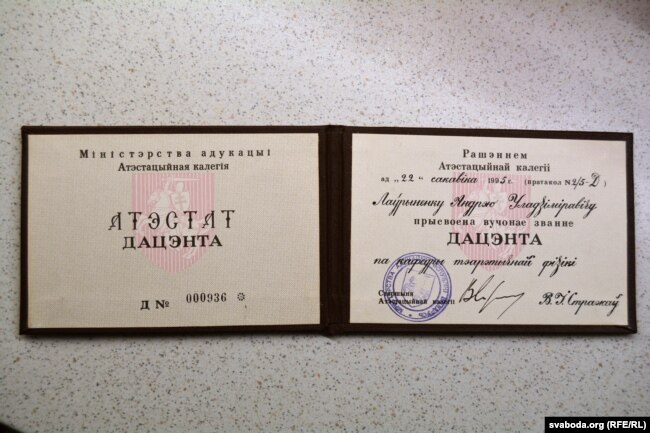 Міністэрства адукацыі
Атэстацыйная калегія
АТЭСТАТ
ДАЦЭНТА
Д № 000936
Рашэннем
Атэстацыйнай калегіі
ад „22“ сакавіка 1995 г. (пратакол N 2/5-Д)
Лаўрыненку Андрэю Уладзіміравічу
прысвоена вучонае званне
ДАЦЭНТА
па кафедры тэарэтычнай фізікі
Старшыня
Атэстацыйнай калегіі
В.І. Стражаў
svaboda.org (RFE/RL)